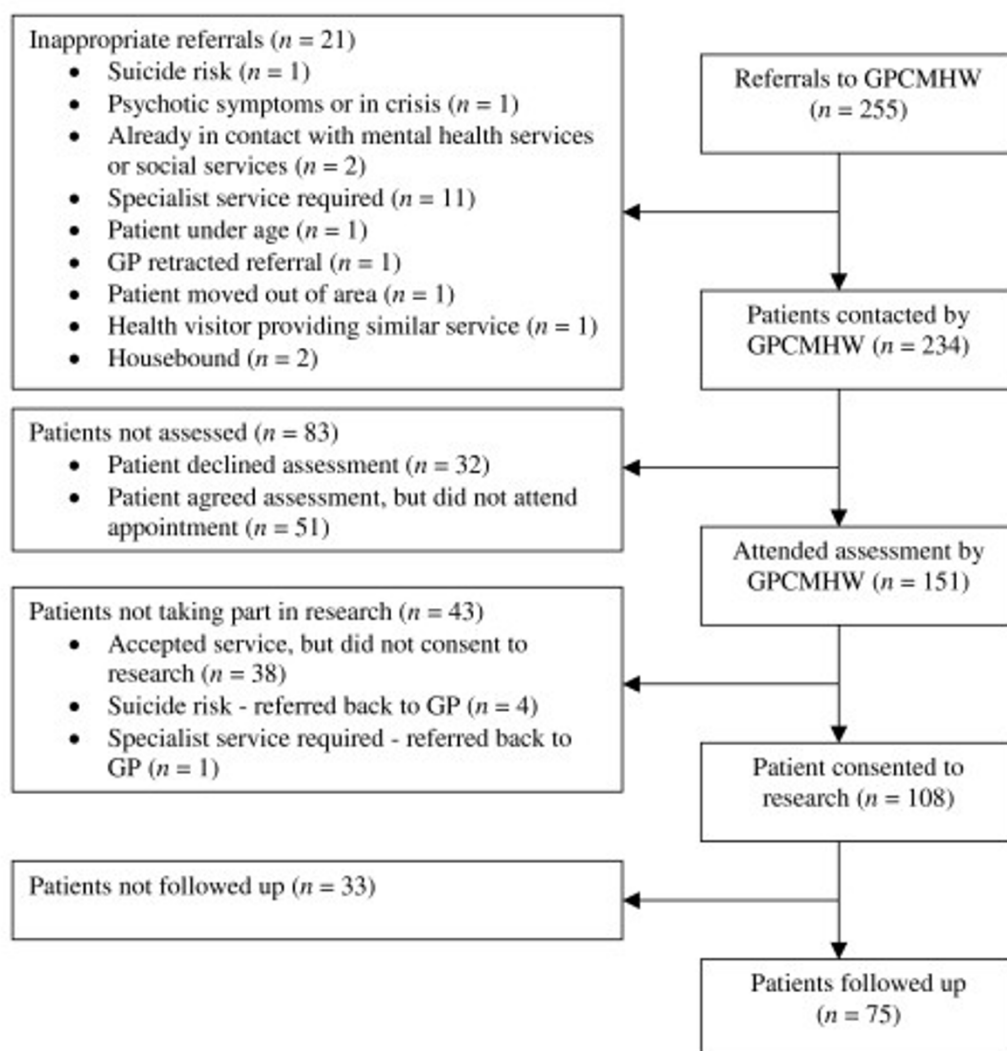 Inappropriate referrals (n = 21)
• Suicide risk (n = 1)
• Psychotic symptoms or in crisis (n = 1)
• Already in contact with mental health services
or social services (n = 2)
• Specialist service required (n = 11)
• Patient under age (n = 1)
• GP retracted referral (n = 1)
• Patient moved out of area (n = 1)
• Health visitor providing similar service (n = 1)
• Housebound (n = 2)
Referrals to GPCMHW
(n = 255)
Patients contacted by
GPCMHW (n = 234)
Patients not assessed (n = 83)
• Patient declined assessment (n = 32)
• Patient agreed assessment, but did not attend
appointment (n = 51)
Attended assessment by
GPCMHW (n = 151)
Patients not taking part in research (n = 43)
• Accepted service, but did not consent to
research (n = 38)
• Suicide risk - referred back to GP (n = 4)
• Specialist service required - referred back to
GP (n = 1)
Patient consented to
research (n = 108)
Patients not followed up (n = 33)
Patients followed up
(n = 75)